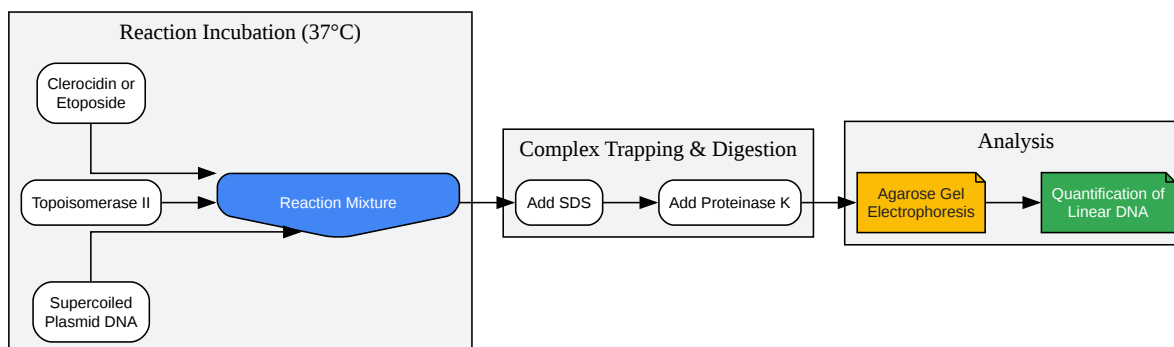 Reaction Incubation (37°C)
Clerocidin or
Etoposide
Topoisomerase II
Reaction Mixture
Supercoiled
Plasmid DNA
Complex Trapping & Digestion
Add SDS
Add Proteinase K
Analysis
Agarose Gel
Electrophoresis
Quantification of
Linear DNA